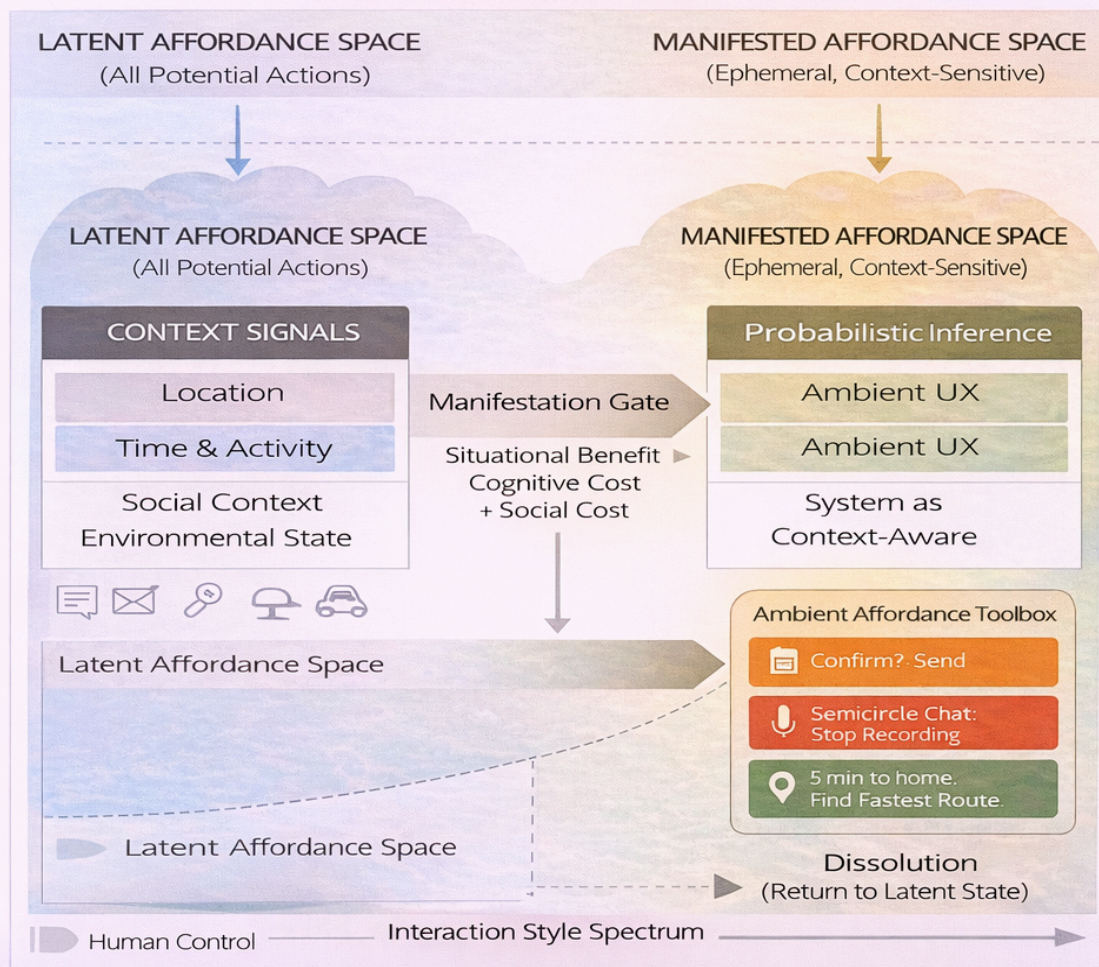 LATENT AFFORDANCE SPACE
(All Potential Actions)
MANIFESTED AFFORDANCE SPACE
(Ephemeral, Context-Sensitive)
LATENT AFFORDANCE SPACE
(All Potential Actions)
MANIFESTED AFFORDANCE SPACE
(Ephemeral, Context-Sensitive)
CONTEXT SIGNALS
Location
Time & Activity
Social Context
Environmental State
Manifestation Gate
Situational Benefit
Cognitive Cost
+ Social Cost
Probabilistic Inference
Ambient UX
Ambient UX
System as
Context-Aware
Latent Affordance Space
Ambient Affordance Toolbox
Confirm?· Send
Semicircle Chat:
Stop Recording
5 min to home.
Find Fastest Route.
Latent Affordance Space
Dissolution
(Return to Latent State)
Human Control
Interaction Style Spectrum